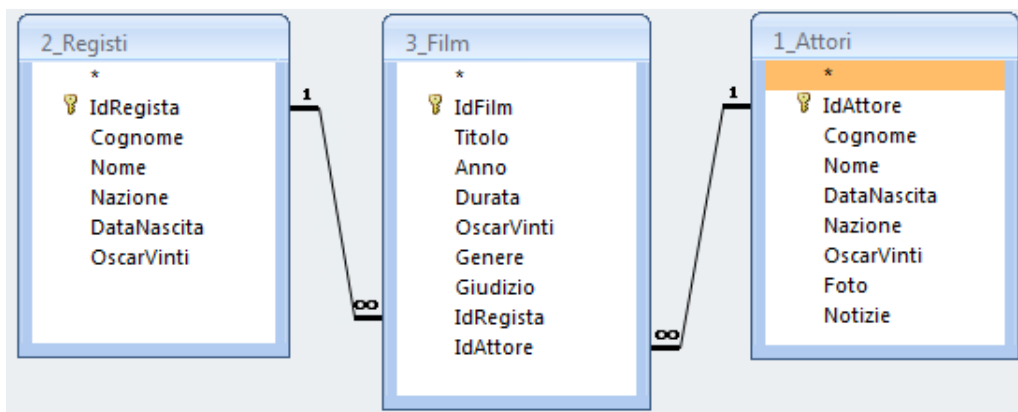 2_Registi
*
IdRegista
Cognome
Nome
Nazione
DataNascita
OscarVinti
1
∞
3_Film
*
IdFilm
Titolo
Anno
Durata
OscarVinti
Genere
Giudizio
IdRegista
IdAttore
∞
1
1_Attori
*
IdAttore
Cognome
Nome
DataNascita
Nazione
OscarVinti
Foto
Notizie